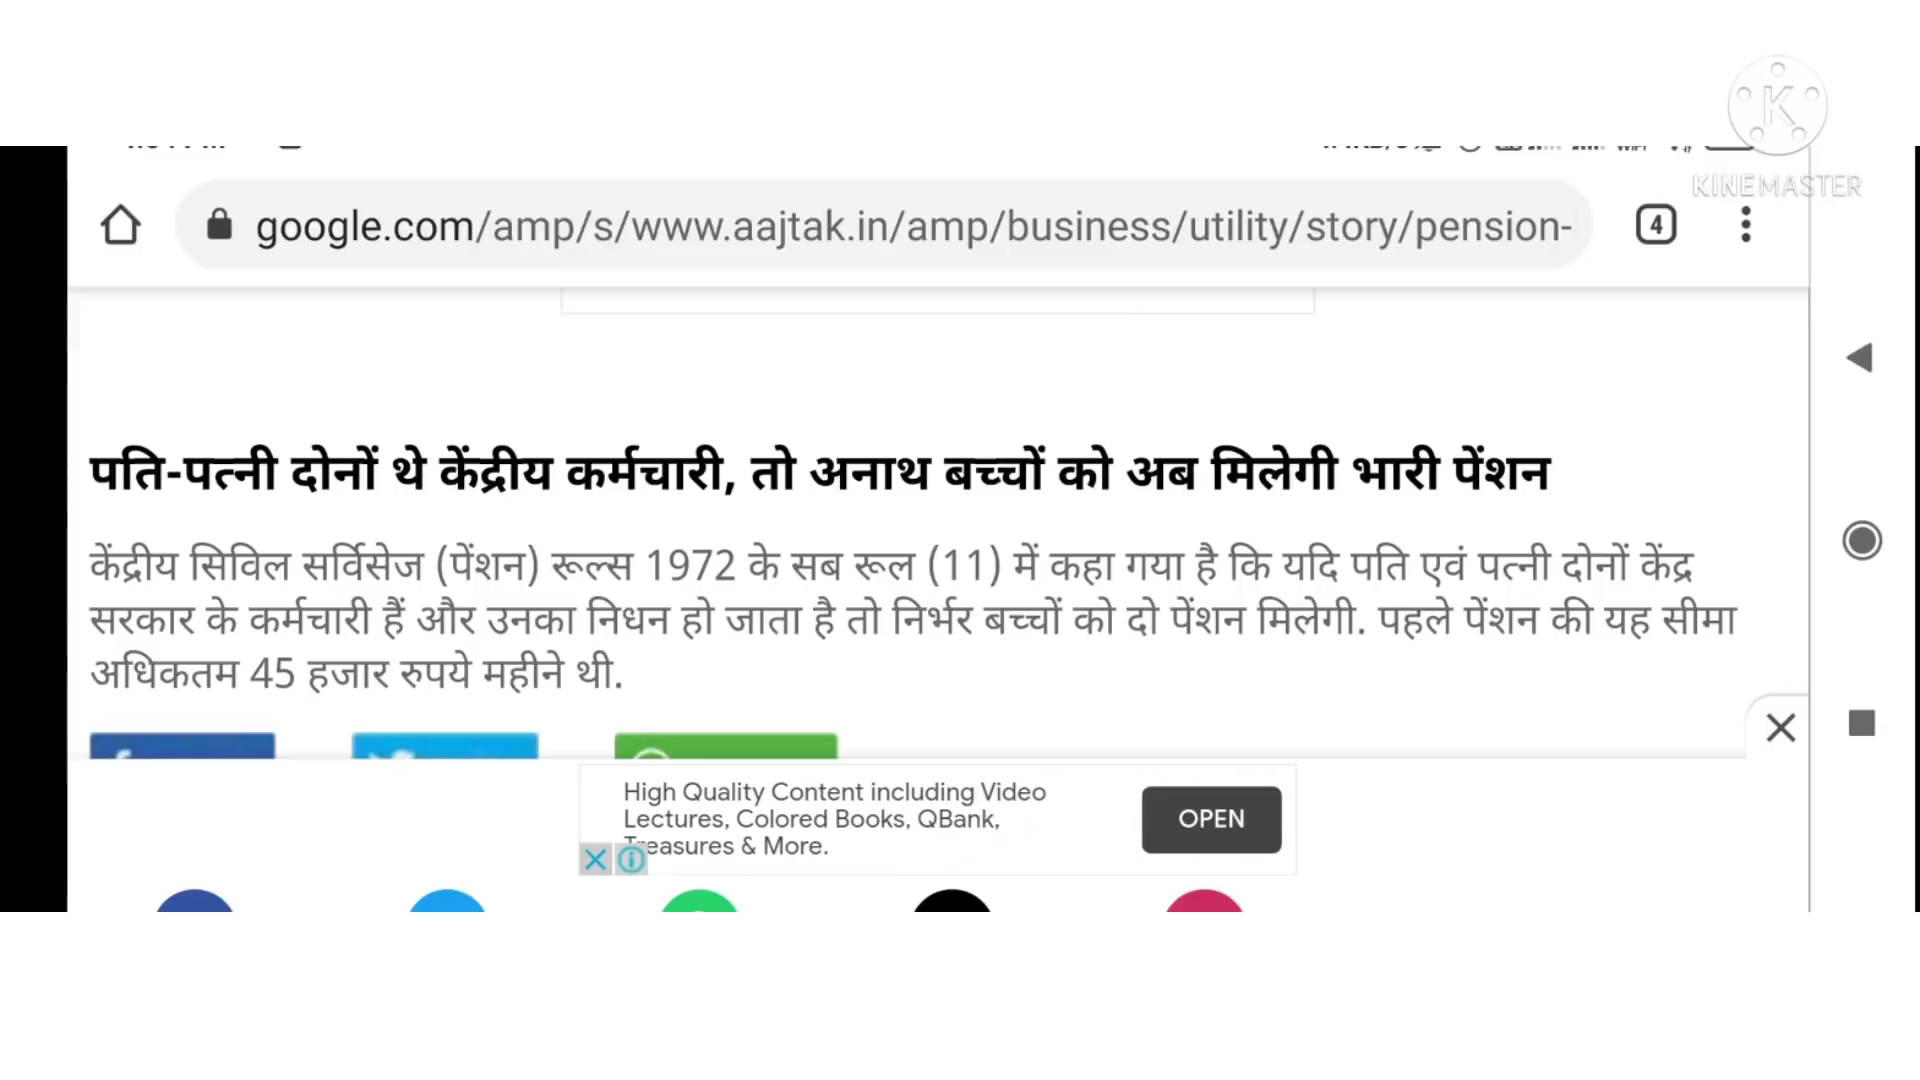 KINEMASTER
google.com/amp/s/www.aajtak.in/amp/business/utility/story/pension-
4
पति-पत्नी दोनों थे केंद्रीय कर्मचारी, तो अनाथ बच्चों को अब मिलेगी भारी पेंशन
केंद्रीय सिविल सर्विसेज (पेंशन) रूल्स 1972 के सब रूल (11) में कहा गया है कि यदि पति एवं पत्नी दोनों केंद्र
सरकार के कर्मचारी हैं और उनका निधन हो जाता है तो निर्भर बच्चों को दो पेंशन मिलेगी. पहले पेंशन की यह सीमा
अधिकतम 45 हजार रुपये महीने थी.
High Quality Content including Video
Lectures, Colored Books, QBank,
Treasures & More.
OPEN